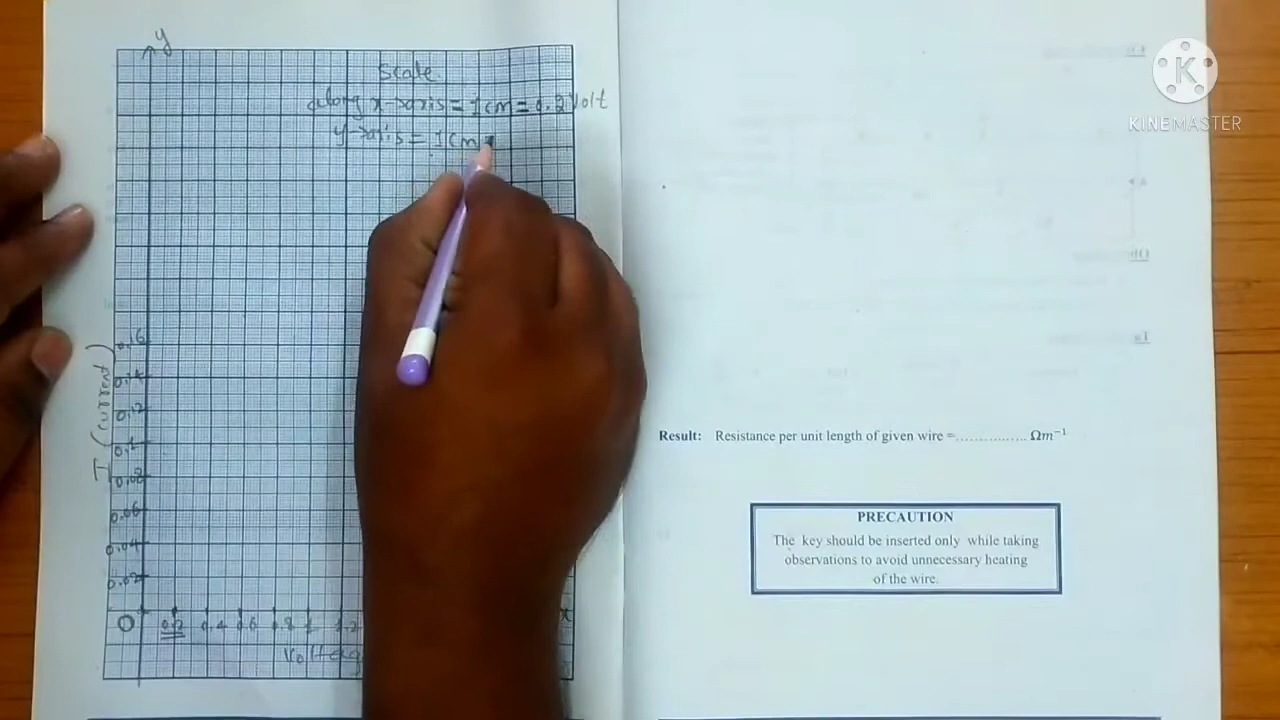 y
Scale
along x-axis = 1cm = 0.2 Volt
y-axis = 1cm
0.16
0.14
0.12
0.1
0.08
0.06
0.04
0.02
I (current)
O 0.2 0.4 0.6 0.8 1 1.2 x
Voltag
K
KINEMASTER
Result: Resistance per unit length of given wire =.............. Ωm⁻¹
PRECAUTION
The key should be inserted only while taking
observations to avoid unnecessary heating
of the wire.